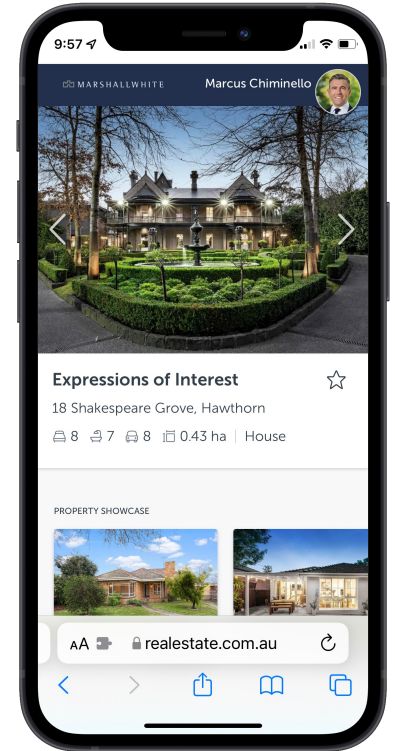 9:57
MARSHALLWHITE
Marcus Chiminello
Expressions of Interest
18 Shakespeare Grove, Hawthorn
8 7 8 0.43 ha House
PROPERTY SHOWCASE
AA realestate.com.au